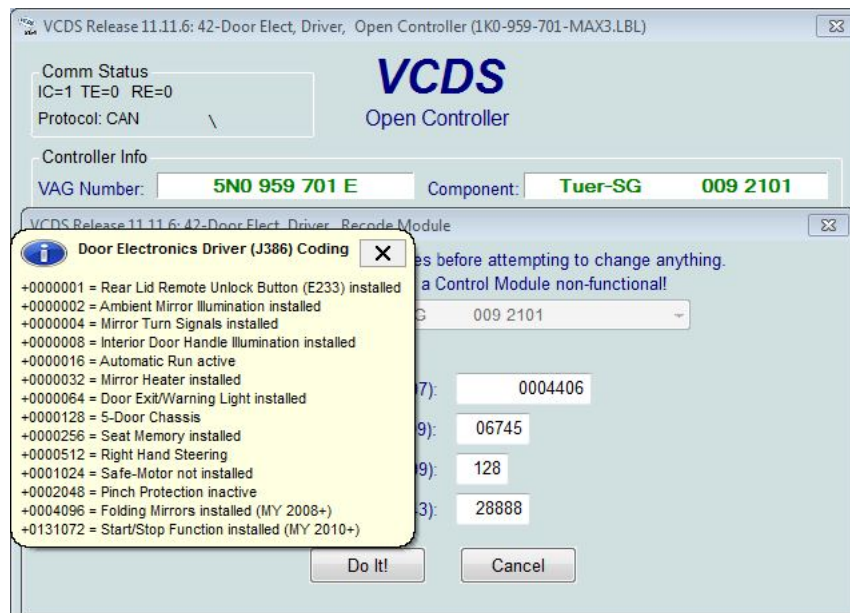 VCDS Release 11.11.6: 42-Door Elect, Driver, Open Controller (1K0-959-701-MAX3.LBL)
Comm Status
IC=1 TE=0 RE=0
Protocol: CAN \
VCDS
Open Controller
Controller Info
VAG Number: 5N0 959 701 E Component: Tuer-SG 009 2101
VCDS Release 11.11.6: 42-Door Elect, Driver, Recode Module
Door Electronics Driver (J386) Coding
es before attempting to change anything.
a Control Module non-functional!
G 009 2101
+0000001 = Rear Lid Remote Unlock Button (E233) installed
+0000002 = Ambient Mirror Illumination installed
+0000004 = Mirror Turn Signals installed
+0000008 = Interior Door Handle Illumination installed
+0000016 = Automatic Run active
+0000032 = Mirror Heater installed
+0000064 = Door Exit/Warning Light installed
+0000128 = 5-Door Chassis
+0000256 = Seat Memory installed
+0000512 = Right Hand Steering
+0001024 = Safe-Motor not installed
+0002048 = Pinch Protection inactive
+0004096 = Folding Mirrors installed (MY 2008+)
+0131072 = Start/Stop Function installed (MY 2010+)
7): 0004406
9): 06745
9): 128
3): 28888
Do It! Cancel